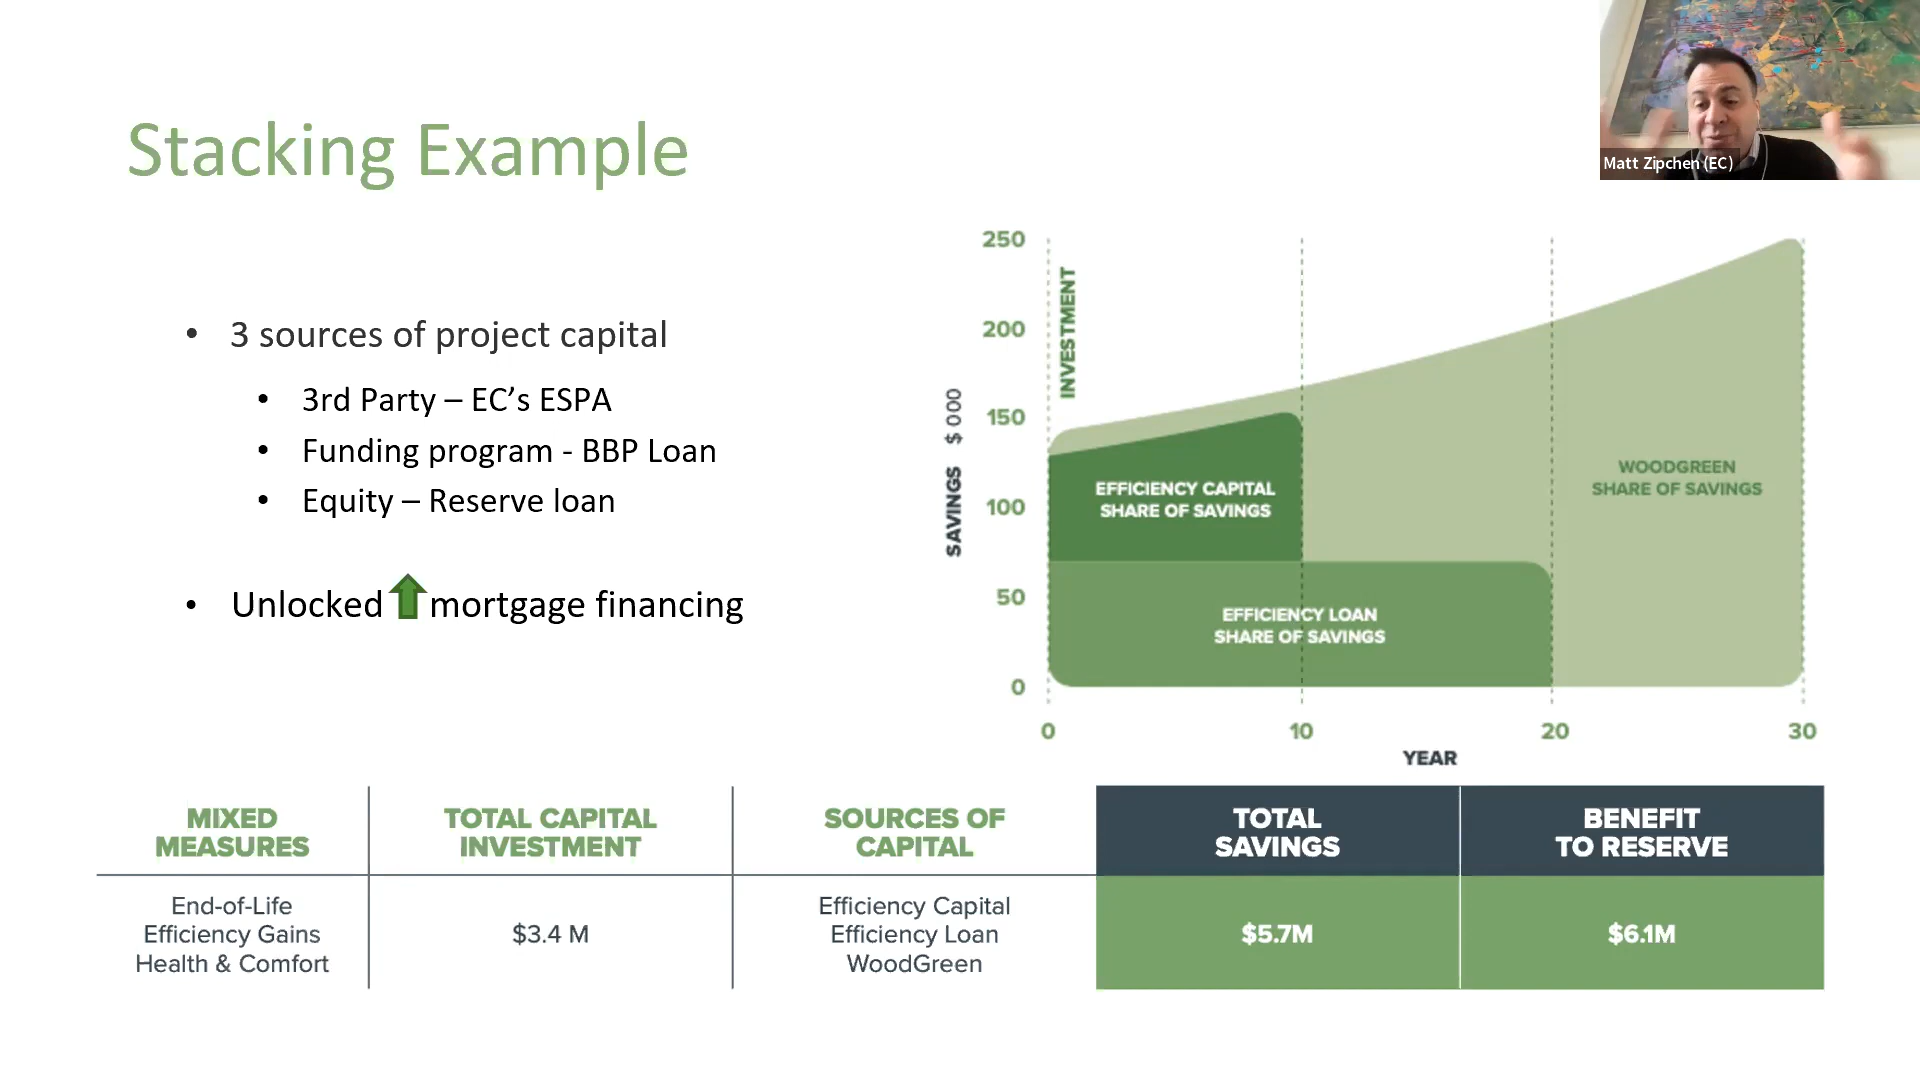 Stacking Example
Matt Zipchen (EC)
• 3 sources of project capital
• 3rd Party – EC’s ESPA
• Funding program - BBP Loan
• Equity – Reserve loan
• Unlocked mortgage financing
250
200
150
100
50
0
SAVINGS $ 000
INVESTMENT
EFFICIENCY CAPITAL
SHARE OF SAVINGS
EFFICIENCY LOAN
SHARE OF SAVINGS
WOODGREEN
SHARE OF SAVINGS
0 10 20 30
YEAR
MIXED
MEASURES
TOTAL CAPITAL
INVESTMENT
SOURCES OF
CAPITAL
TOTAL
SAVINGS
BENEFIT
TO RESERVE
End-of-Life
Efficiency Gains
Health & Comfort
$3.4 M
Efficiency Capital
Efficiency Loan
WoodGreen
$5.7M
$6.1M